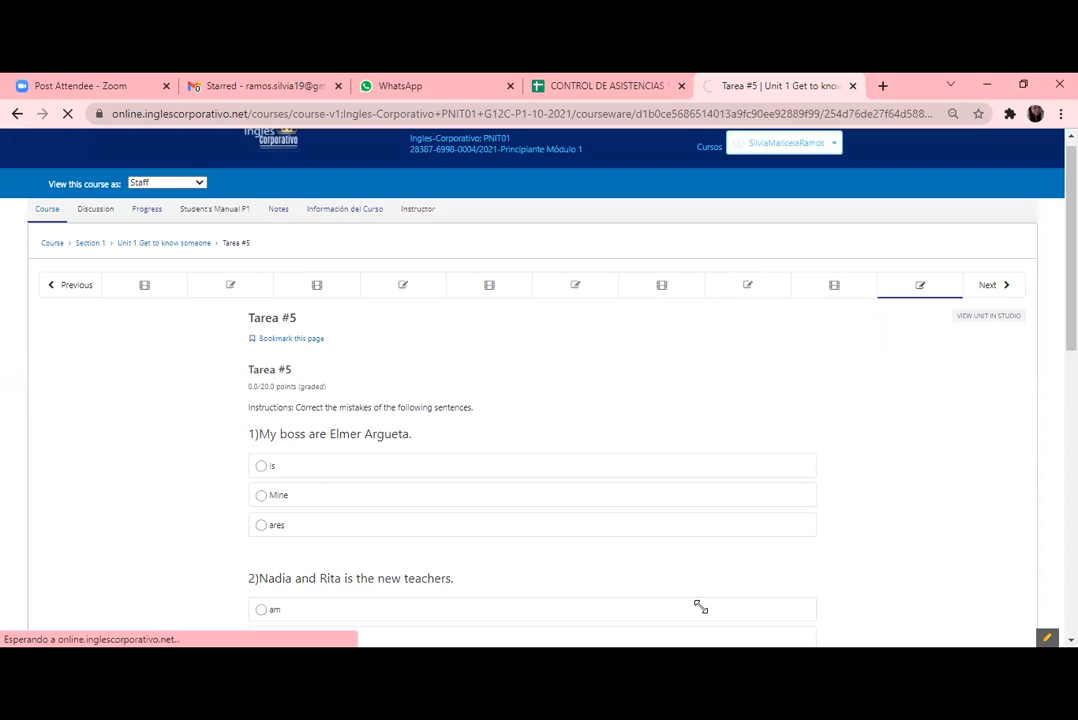 Post Attendee - Zoom
Starred - ramos.silvia19@gm
WhatsApp
CONTROL DE ASISTENCIAS
Tarea #5 | Unit 1 Get to know
online.inglescorporativo.net/courses/course-v1:Ingles-Corporativo+PNIT01+G12C-P1-10-2021/courseware/d1b0ce5686514013a9fc90ee92889f99/254d76de27f64d588...
Inglés
corporativo
Ingles-Corporativo: PNIT01
28387-6998-0004/2021-Principiante Módulo 1
Cursos
SilviaMaricelaRamos
View this course as:
Staff
Course
Discussion
Progress
Student's Manual P1
Notes
Información del Curso
Instructor
Course > Section 1 > Unit 1 Get to know someone > Tarea #5
Previous
Next
Tarea #5
VIEW UNIT IN STUDIO
Bookmark this page
Tarea #5
0.0/20.0 points (graded)
Instructions: Correct the mistakes of the following sentences.
1)My boss are Elmer Argueta.
is
Mine
ares
2)Nadia and Rita is the new teachers.
am
Esperando a online.inglescorporativo.net...